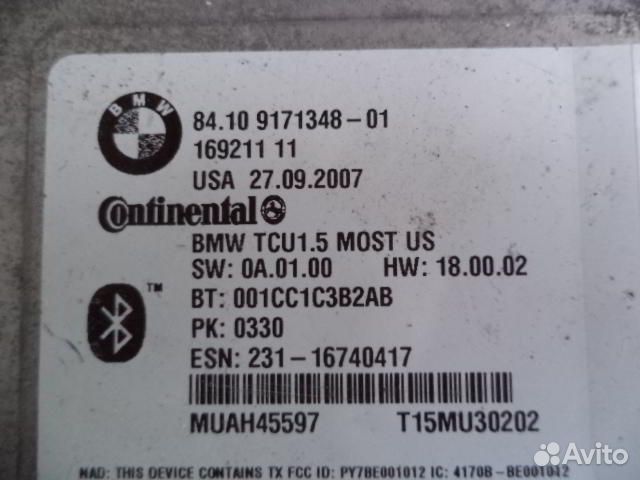 BMW
84.10 9171348-01
169211 11
USA 27.09.2007
Continental
BMW TCU1.5 MOST US
SW: 0A.01.00 HW: 18.00.02
TM
BT: 001CC1C3B2AB
PK: 0330
ESN: 231-16740417
MUAH45597 T15MU30202
NAD: THIS DEVICE CONTAINS TX FCC ID: PY7BE001012 IC: 4170B-BE001012
Avito